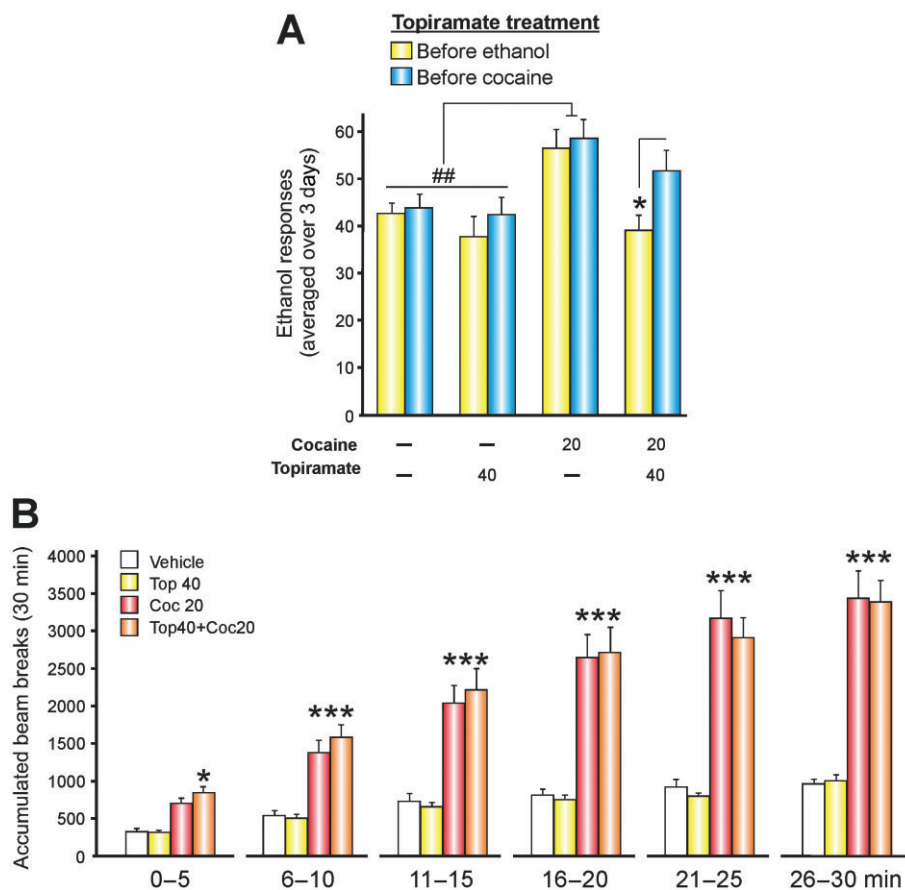 A
Topiramate treatment
Before ethanol
Before cocaine
Ethanol responses
(averaged over 3 days)
60
50
40
30
20
10
0
##
*
Cocaine – – 20 20
Topiramate – 40 – 40
B
Accumulated beam breaks (30 min)
4000
3500
3000
2500
2000
1500
1000
500
0
Vehicle
Top 40
Coc 20
Top40+Coc20
*
***
***
***
***
***
0–5 6–10 11–15 16–20 21–25 26–30 min